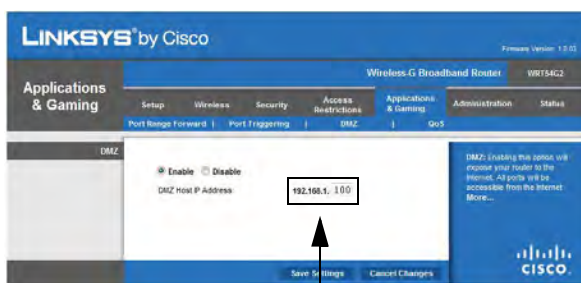 LINKSYS by Cisco
Firmware Version: 1.0.03
Wireless-G Broadband Router WRT54G2
Applications & Gaming
Setup Wireless Security Access Restrictions Applications & Gaming Administration Status
Port Range Forward | Port Triggering | DMZ | QoS
DMZ
Enable Disable
DMZ Host IP Address 192.168.1. 100
DMZ: Enabling this option will
expose your router to the
Internet. All ports will be
accessible from the Internet
More...
Save Settings Cancel Changes
CISCO.